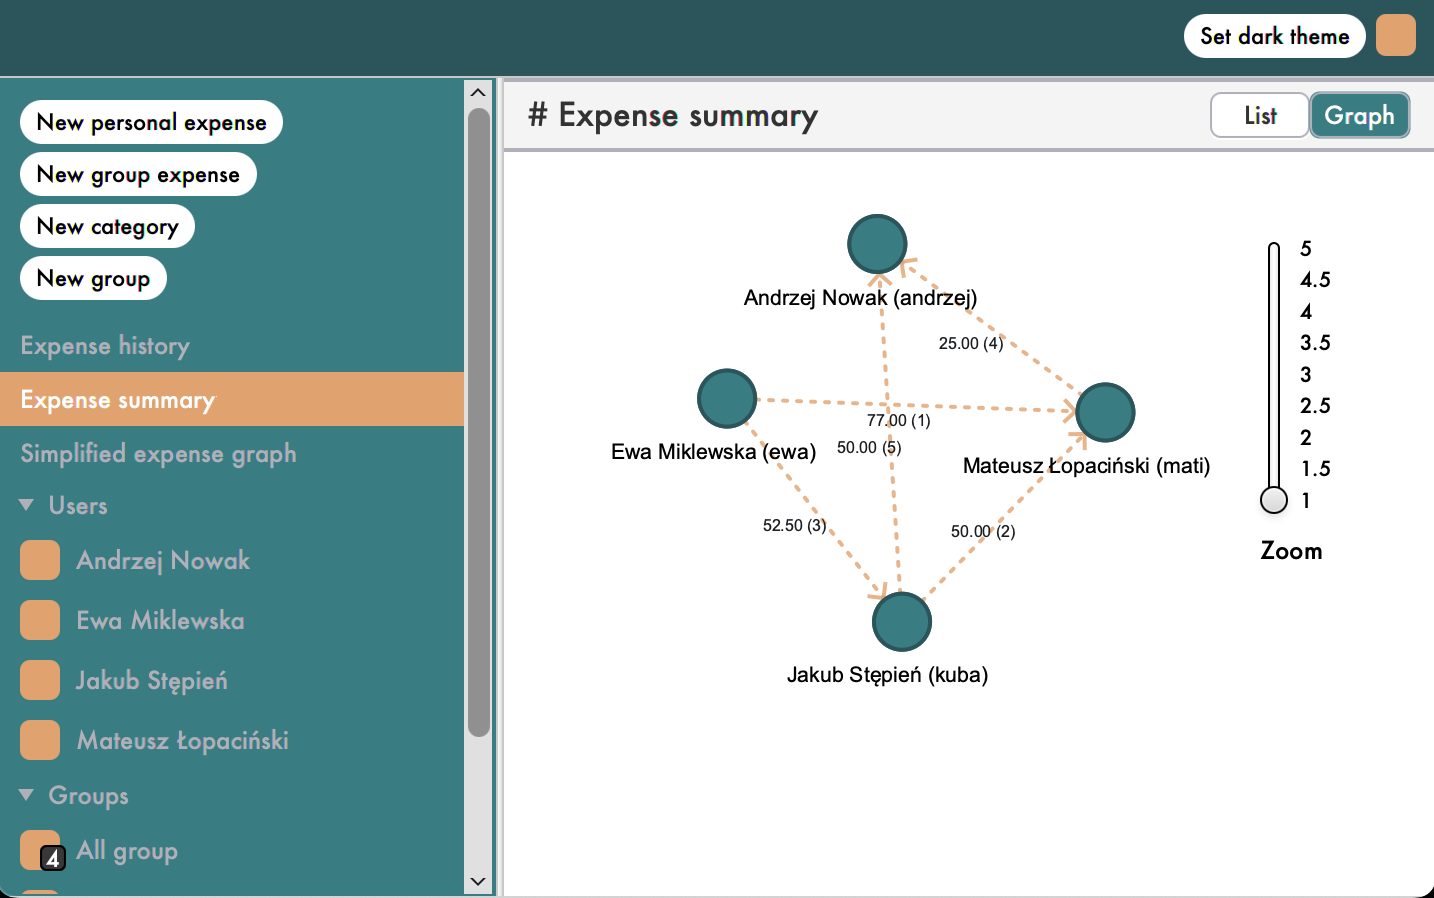 Set dark theme
New personal expense
New group expense
New category
New group
Expense history
Expense summary
Simplified expense graph
Users
Andrzej Nowak
Ewa Miklewska
Jakub Stępień
Mateusz Łopaciński
Groups
4
All group
# Expense summary
List
Graph
Andrzej Nowak (andrzej)
25.00 (4)
77.00 (1)
50.00 (5)
Ewa Miklewska (ewa)
Mateusz Łopaciński (mati)
52.50 (3)
50.00 (2)
Jakub Stępień (kuba)
5
4.5
4
3.5
3
2.5
2
1.5
1
Zoom